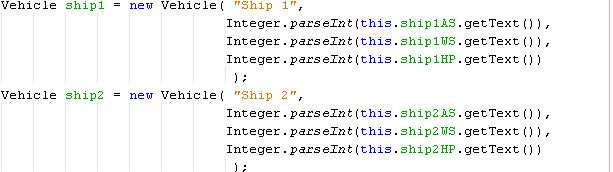 Vehicle ship1 = new Vehicle( "Ship 1",
Integer.parseInt(this.ship1AS.getText()),
Integer.parseInt(this.ship1WS.getText()),
Integer.parseInt(this.ship1HP.getText())
);
Vehicle ship2 = new Vehicle( "Ship 2",
Integer.parseInt(this.ship2AS.getText()),
Integer.parseInt(this.ship2WS.getText()),
Integer.parseInt(this.ship2HP.getText())
);